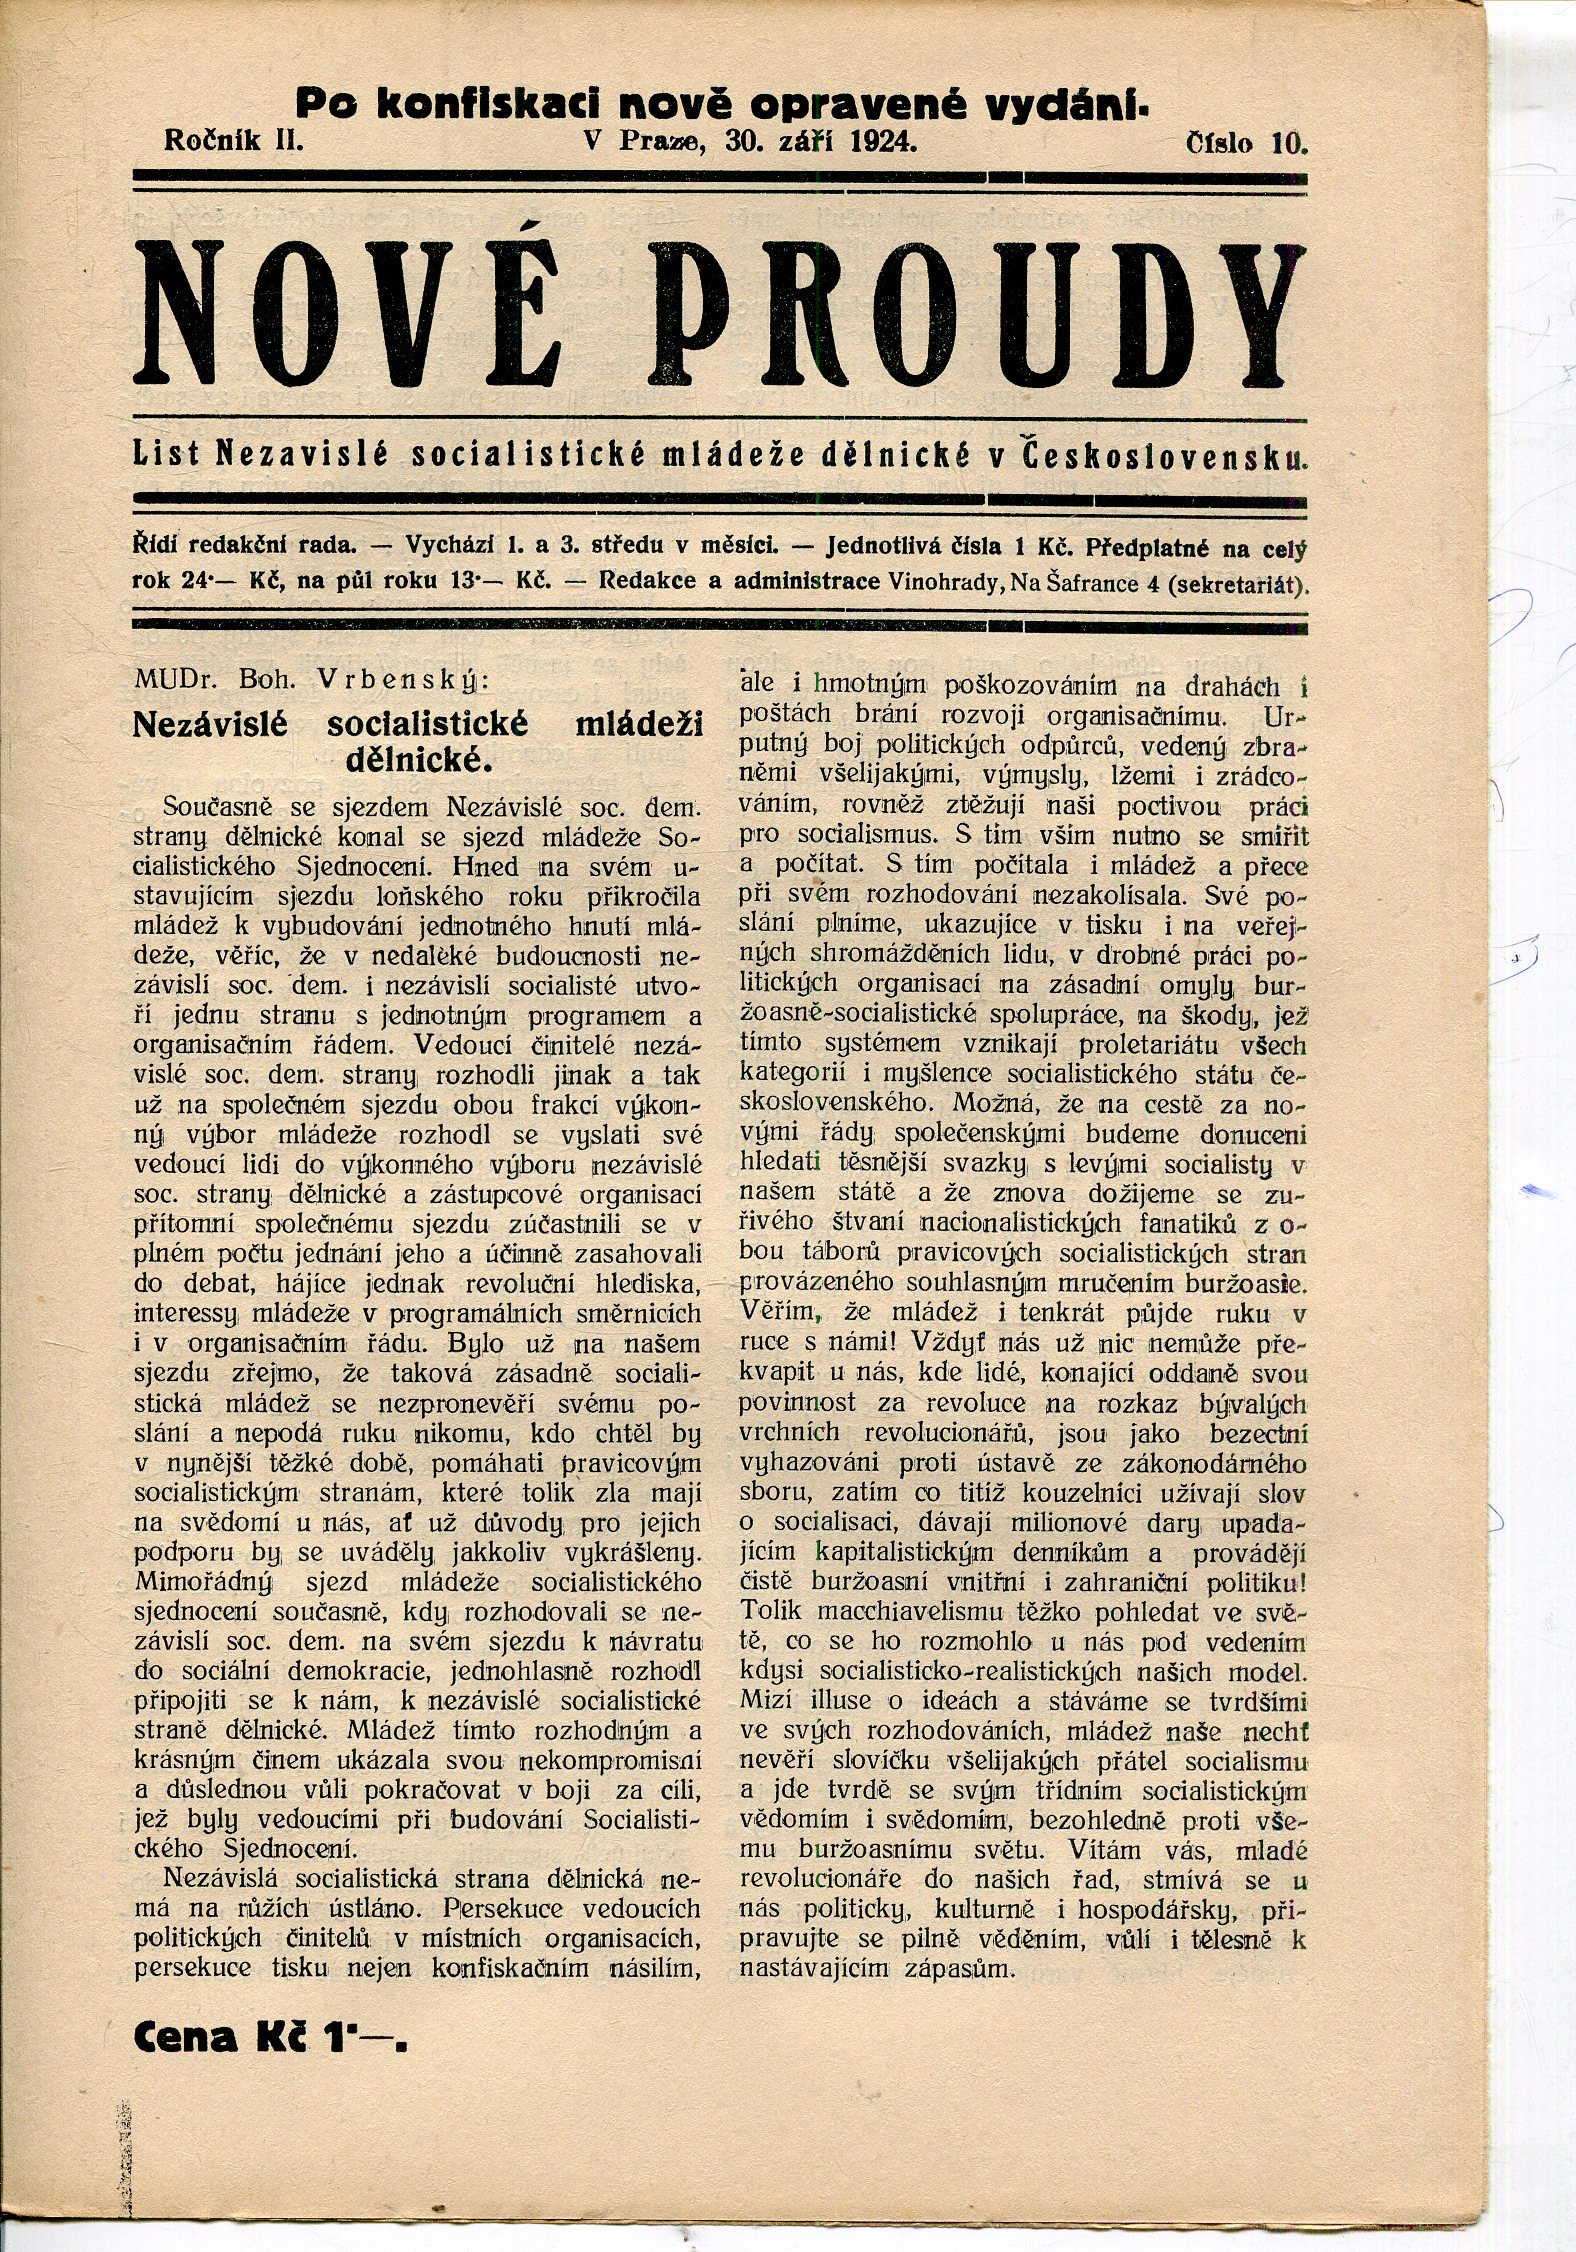 Po konfiskaci nově opravené vydání.
Ročník II. V Praze, 30. září 1924. Číslo 10.
NOVÉ PROUDY
List Nezavislé socialistické mládeže dělnické v Československu.
Řídí redakční rada. — Vychází 1. a 3. středu v měsíci. — Jednotlivá čísla 1 Kč. Předplatné na celý
rok 24·— Kč, na půl roku 13·— Kč. — Redakce a administrace Vinohrady, Na Šafrance 4 (sekretariát).
MUDr. Boh. Vrbenský:
Nezávislé socialistické mládeži
dělnické.
Současně se sjezdem Nezávislé soc. dem.
strany dělnické konal se sjezd mládeže So-
cialistického Sjednocení. Hned na svém u-
stavujícím sjezdu loňského roku přikročila
mládež k vybudování jednotného hnutí mlá-
deže, věříc, že v nedaleké budoucnosti ne-
závislí soc. dem. i nezávislí socialisté utvo-
ří jednu stranu s jednotným programem a
organisačním řádem. Vedoucí činitelé nezá-
vislé soc. dem. strany rozhodli jinak a tak
už na společném sjezdu obou frakcí výkon-
ný výbor mládeže rozhodl se vyslati své
vedoucí lidi do výkonného výboru nezávislé
soc. strany dělnické a zástupcové organisací
přítomní společnému sjezdu zúčastnili se v
plném počtu jednání jeho a účinně zasahovali
do debat, hájíce jednak revoluční hlediska,
interessy mládeže v programálních směrnicích
i v organisačním řádu. Bylo už na našem
sjezdu zřejmo, že taková zásadně sociali-
stická mládež se nezpronevěří svému po-
slání a nepodá ruku nikomu, kdo chtěl by
v nynější těžké době, pomáhati pravicovým
socialistickým stranám, které tolik zla mají
na svědomí u nás, ať už důvody pro jejich
podporu by se uváděly jakkoliv vykrášleny.
Mimořádný sjezd mládeže socialistického
sjednocení současně, kdy rozhodovali se ne-
závislí soc. dem. na svém sjezdu k návratu
do sociální demokracie, jednohlasně rozhodl
připojiti se k nám, k nezávislé socialistické
straně dělnické. Mládež tímto rozhodným a
krásným činem ukázala svou nekompromisní
a důslednou vůli pokračovat v boji za cíli,
jež byly vedoucími při budování Socialisti-
ckého Sjednocení.
Nezávislá socialistická strana dělnická ne-
má na růžích ústláno. Persekuce vedoucích
politických činitelů v místních organisacích,
persekuce tisku nejen konfiskačním násilím,
ale i hmotným poškozováním na drahách i
poštách brání rozvoji organisačnímu. Ur-
putný boj politických odpůrců, vedený zbra-
němi všelijakými, výmysly, lžemi i zrádco-
váním, rovněž ztěžují naši poctivou práci
pro socialismus. S tím vším nutno se smířit
a počítat. S tím počítala i mládež a přece
při svém rozhodování nezakolísala. Své po-
slání plníme, ukazujíce v tisku i na veřej-
ných shromážděních lidu, v drobné práci po-
litických organisací na zásadní omyly bur-
žoasně-socialistické spolupráce, na škody, jež
tímto systémem vznikají proletariátu všech
kategorií i myšlence socialistického státu če-
skoslovenského. Možná, že na cestě za no-
vými řády společenskými budeme donuceni
hledati těsnější svazky s levými socialisty v
našem státě a že znova dožijeme se zu-
řivého štvaní nacionalistických fanatiků z o-
bou táborů pravicových socialistických stran
provázeného souhlasným mručením buržoasie.
Věřím, že mládež i tenkrát půjde ruku v
ruce s námi! Vždyť nás už nic nemůže pře-
kvapit u nás, kde lidé, konající oddaně svou
povinnost za revoluce na rozkaz bývalých
vrchních revolucionářů, jsou jako bezectní
vyhazováni proti ústavě ze zákonodárného
sboru, zatím co titíž kouzelníci užívají slov
o socialisaci, dávají milionové dary upada-
jícím kapitalistickým denníkům a provádějí
čistě buržoasní vnitřní i zahraniční politiku!
Tolik macchiavelismu těžko pohledat ve svě-
tě, co se ho rozmohlo u nás pod vedením
kdysi socialisticko-realistických našich model.
Mizí illuse o ideách a stáváme se tvrdšími
ve svých rozhodováních, mládež naše nechť
nevěří slovíčku všelijakých přátel socialismu
a jde tvrdě se svým třídním socialistickým
vědomím i svědomím, bezohledně proti vše-
mu buržoasnímu světu. Vítám vás, mladé
revolucionáře do našich řad, stmívá se u
nás politicky, kulturně i hospodářsky, při-
pravujte se pilně věděním, vůlí i tělesně k
nastávajícím zápasům.
Cena Kč 1·—.